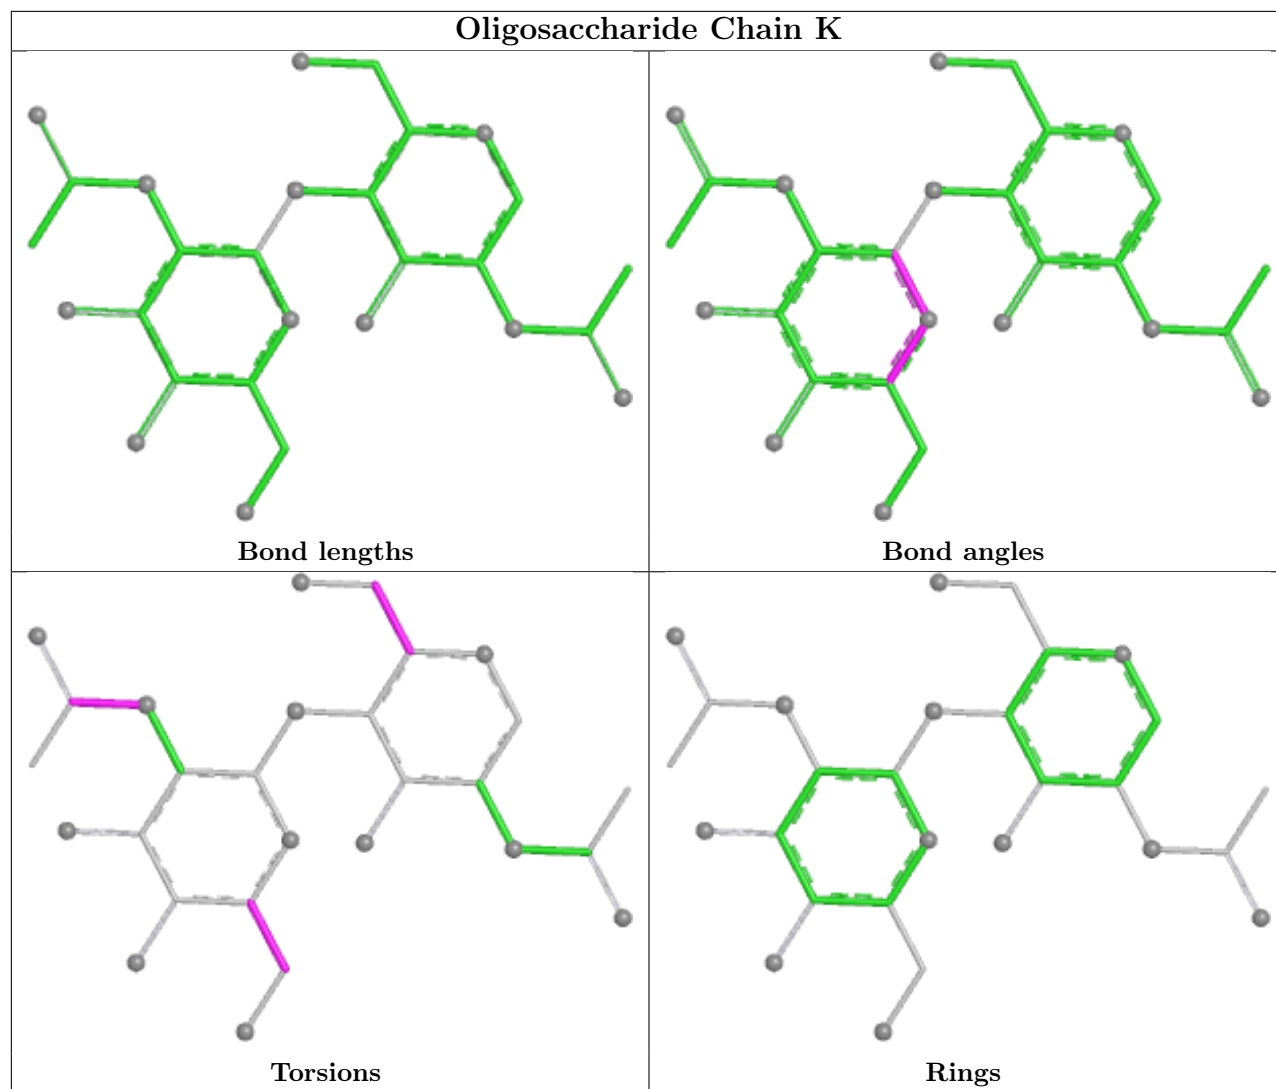 Oligosaccharide Chain K
Bond lengths
Bond angles
Torsions
Rings